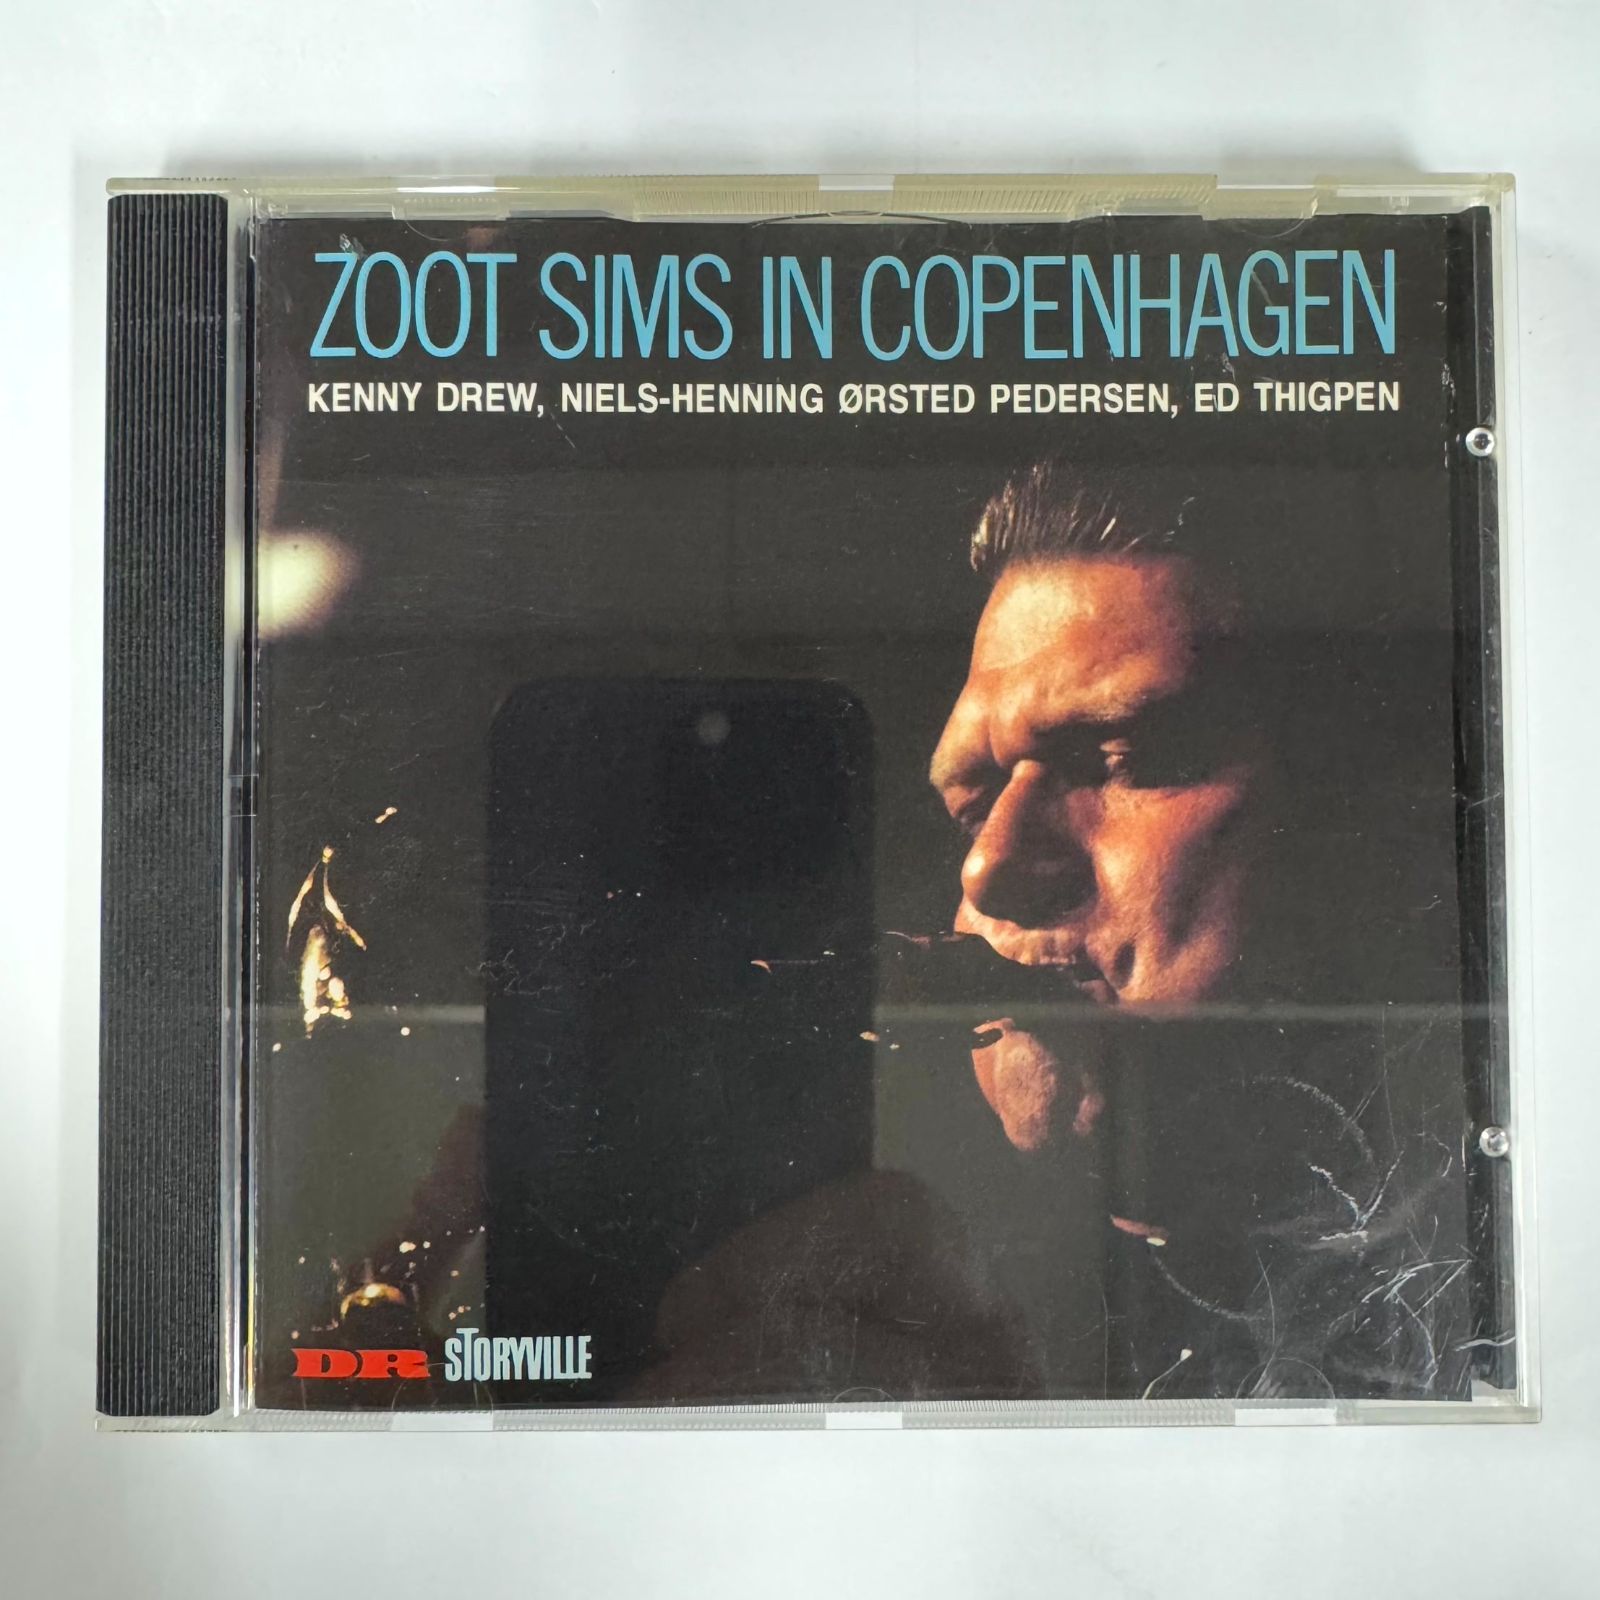 ZOOT SIMS IN COPENHAGEN
KENNY DREW, NIELS-HENNING ØRSTED PEDERSEN, ED THIGPEN
DR STORYVILLE